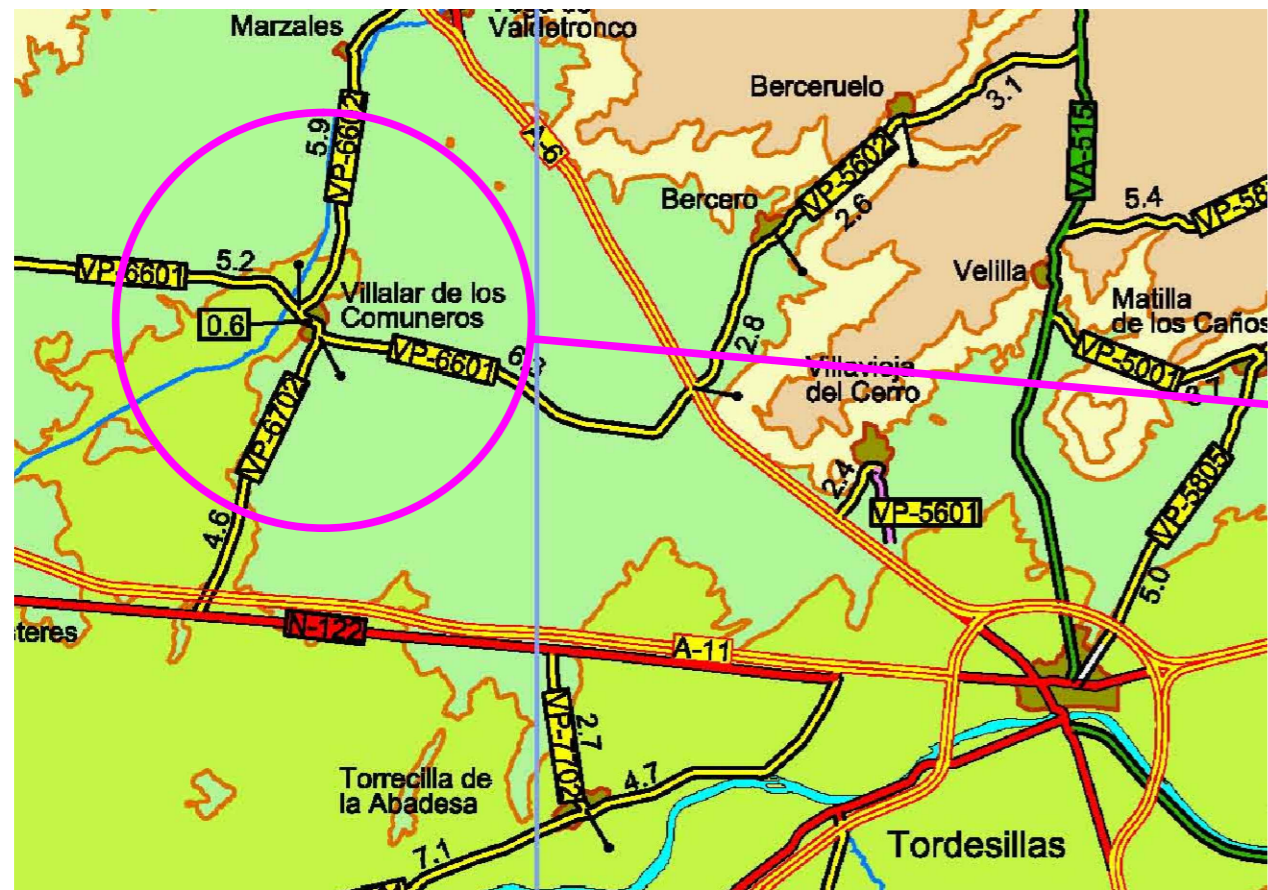 Marzales
Valdetronco
Berceruelo
3.1
A-6
VA-515
5.9
VP-6602
VP-5602
2.6
5.4
Bercero
VP-6601
5.2
Velilla
Villalar de los
Comuneros
0.6
Matilla
de los Caños
VP-6601
2.8
VP-5001
Villavieja
del Cerro
VP-6702
2.4
VP-5601
VP-5805
4.6
5.0
N-122
A-11
VP-7702
2.7
Torrecilla de
la Abadesa
4.7
7.1
Tordesillas